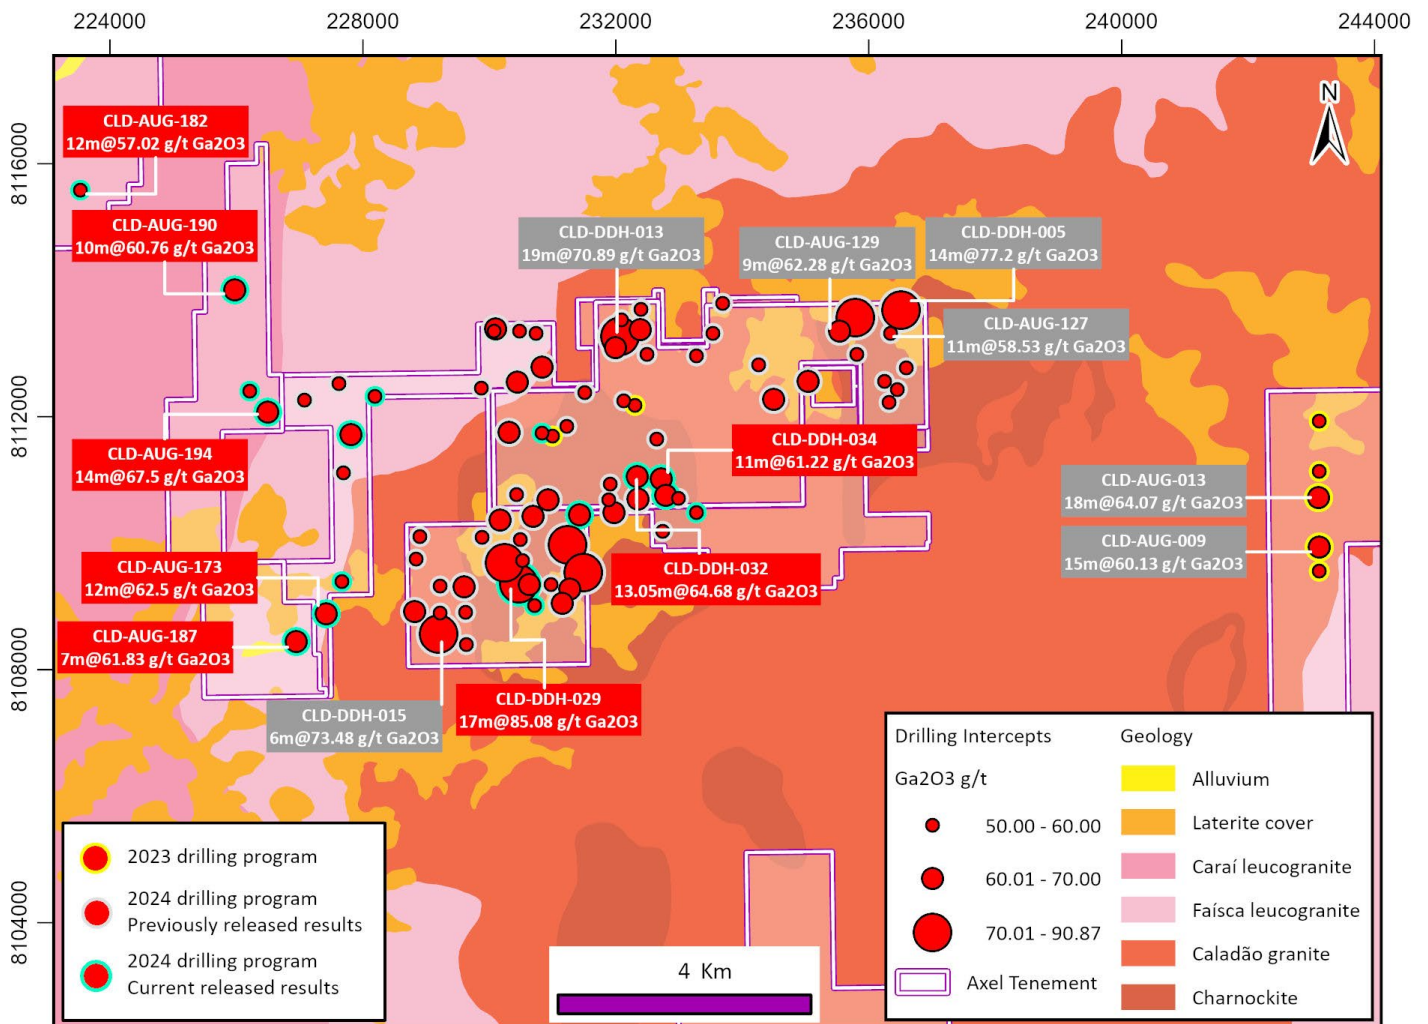 224000
228000
232000
236000
240000
244000
8116000
8112000
8108000
8104000
N
CLD-AUG-182
12m@57.02 g/t Ga2O3
CLD-AUG-190
10m@60.76 g/t Ga2O3
CLD-DDH-013
19m@70.89 g/t Ga2O3
CLD-AUG-129
9m@62.28 g/t Ga2O3
CLD-DDH-005
14m@77.2 g/t Ga2O3
CLD-AUG-127
11m@58.53 g/t Ga2O3
CLD-AUG-194
14m@67.5 g/t Ga2O3
CLD-DDH-034
11m@61.22 g/t Ga2O3
CLD-AUG-013
18m@64.07 g/t Ga2O3
CLD-AUG-009
15m@60.13 g/t Ga2O3
CLD-AUG-173
12m@62.5 g/t Ga2O3
CLD-DDH-032
13.05m@64.68 g/t Ga2O3
CLD-AUG-187
7m@61.83 g/t Ga2O3
CLD-DDH-015
6m@73.48 g/t Ga2O3
CLD-DDH-029
17m@85.08 g/t Ga2O3
2023 drilling program
2024 drilling program
Previously released results
2024 drilling program
Current released results
4 Km
Drilling Intercepts
Ga2O3 g/t
50.00 - 60.00
60.01 - 70.00
70.01 - 90.87
Axel Tenement
Geology
Alluvium
Laterite cover
Caraí leucogranite
Faísca leucogranite
Caladão granite
Charnockite